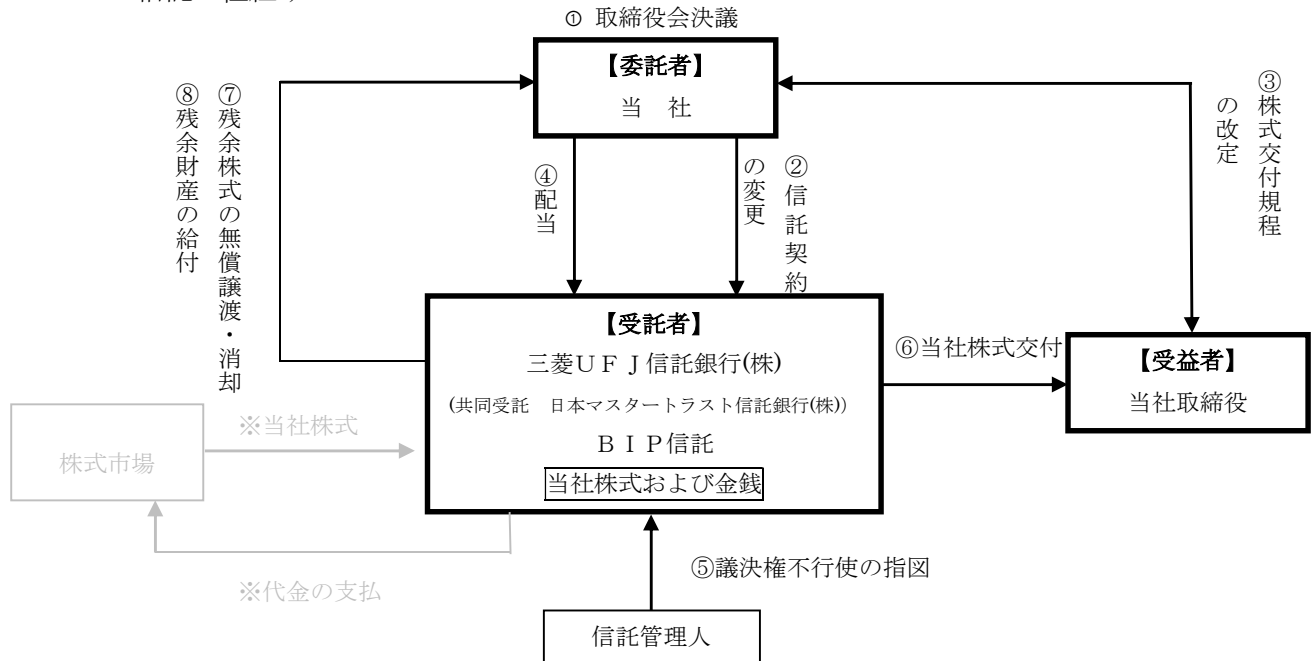 ① 取締役会決議
【委託者】
当 社
⑧残余財産の給付
⑦残余株式の無償譲渡・消却
④配当
②信託契約
の変更
③株式交付規程
の改定
【受託者】
三菱UFJ信託銀行(株)
(共同受託 日本マスタートラスト信託銀行(株))
BIP信託
当社株式および金銭
⑥当社株式交付
【受益者】
当社取締役
※当社株式
株式市場
※代金の支払
⑤議決権不行使の指図
信託管理人